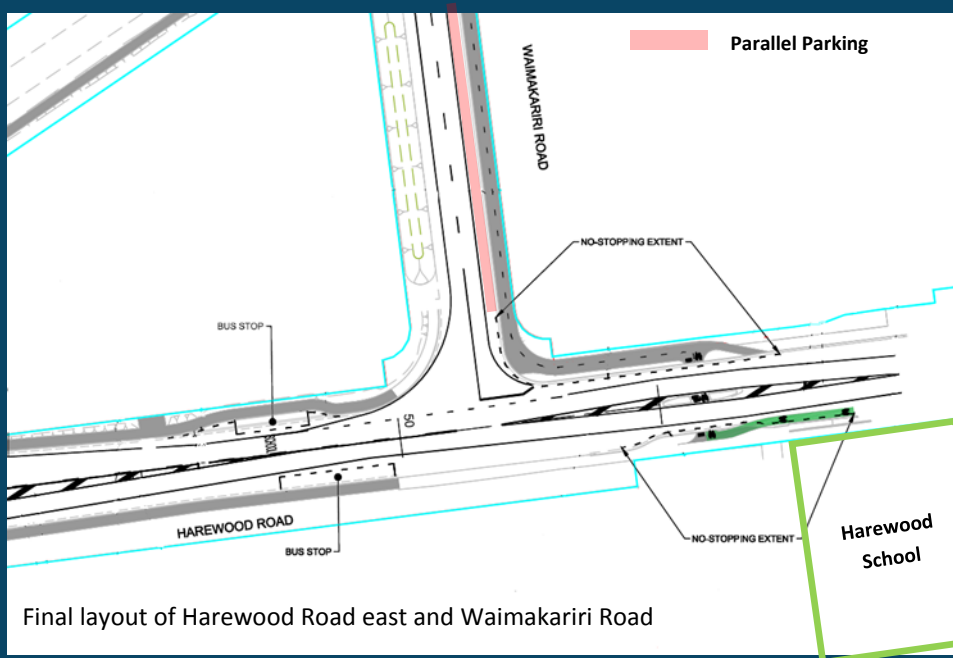 Parallel Parking
WAIMAKARIRI ROAD
NO-STOPPING EXTENT
BUS STOP
50
HAREWOOD ROAD
BUS STOP
NO-STOPPING EXTENT
Harewood
School
Final layout of Harewood Road east and Waimakariri Road